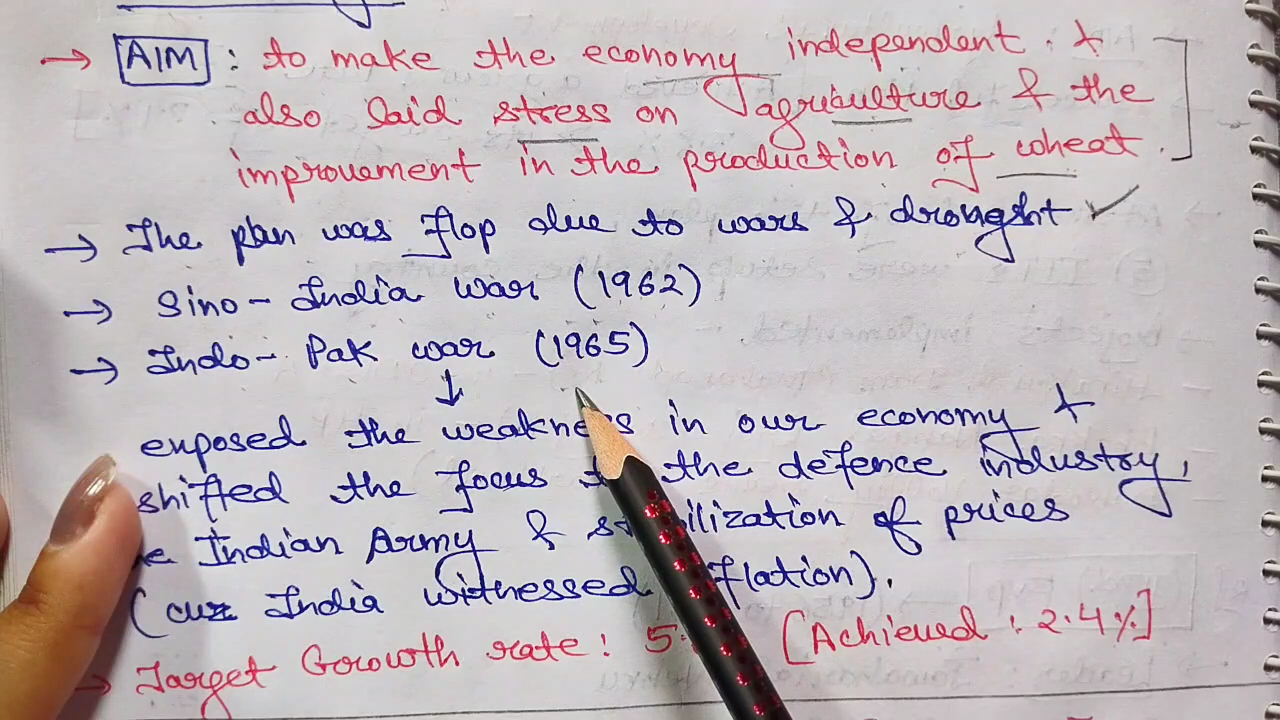 → AIM : to make the economy independent. &
also laid stress on agriculture & the
improvement in the production of wheat.
→ The plan was flop due to wars & drought ✓
→ Sino-India war (1962)
→ Indo-Pak war (1965)
↓
exposed the weakness in our economy &
shifted the focus the defence industry,
Indian Army & of prices
(cuz India witnessed
→ Target Growth rate : 5. [Achieved : 2.4%]